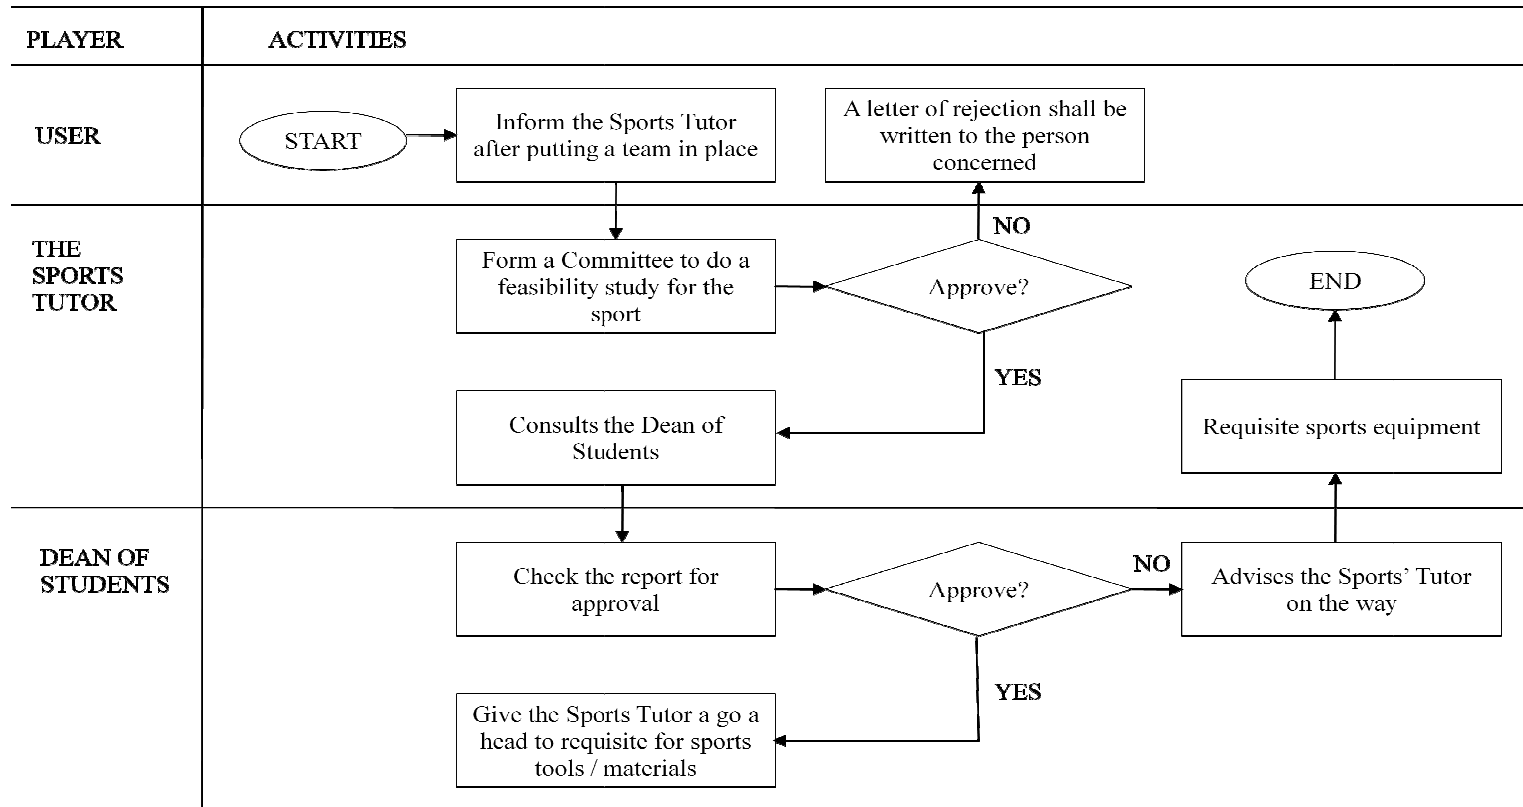 PLAYER
ACTIVITIES
USER
START
Inform the Sports Tutor
after putting a team in place
A letter of rejection shall be
written to the person
concerned
NO
THE
SPORTS
TUTOR
Form a Committee to do a
feasibility study for the
sport
Approve?
END
YES
Consults the Dean of
Students
Requisite sports equipment
DEAN OF
STUDENTS
Check the report for
approval
Approve?
NO
Advises the Sports' Tutor
on the way
YES
Give the Sports Tutor a go a
head to requisite for sports
tools / materials